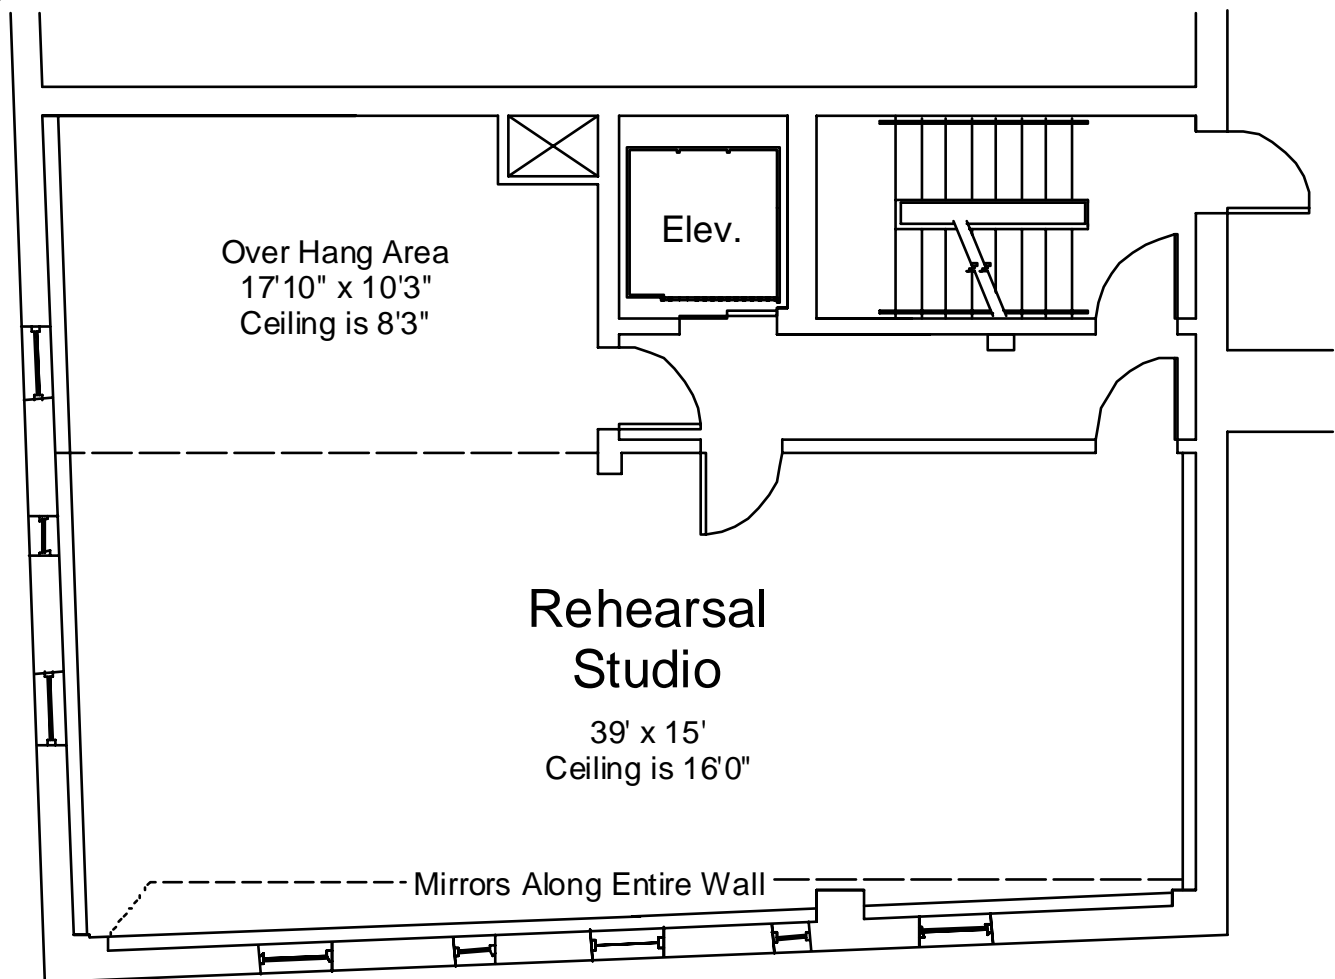 Over Hang Area
17'10" x 10'3"
Ceiling is 8'3"
Elev.
Rehearsal
Studio
39' x 15'
Ceiling is 16'0"
Mirrors Along Entire Wall